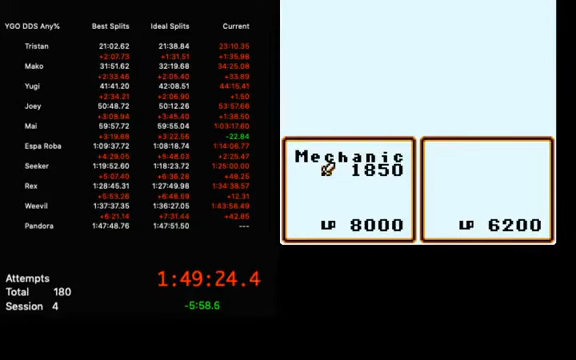 YGO DDS Any% Best Splits Ideal Splits Current
Tristan 21:02.62 21:38.84 23:10.35
+2:07.73 +1:31.51 +1:35.98
Mako 31:51.62 32:19.68 34:25.08
+2:33.46 +2:05.40 +33.89
Yugi 41:41.20 42:08.51 44:15.41
+2:34.21 +2:06.90 +1.50
Joey 50:48.72 50:12.26 53:57.66
+3:08.94 +3:45.40 +1:38.50
Mai 59:57.72 59:55.04 1:03:17.60
+3:19.88 +3:22.56 -22.84
Espa Roba 1:09:37.72 1:08:18.74 1:14:06.77
+4:29.05 +5:48.03 +2:25.47
Seeker 1:19:52.60 1:18:23.72 1:25:00.00
+5:07.40 +6:36.28 +48.25
Rex 1:28:45.31 1:27:49.98 1:34:38.57
+5:53.26 +6:48.59 +12.31
Weevil 1:37:37.35 1:36:27.05 1:43:58.49
+6:21.14 +7:31.44 +42.85
Pandora 1:47:48.76 1:47:51.50 ---
Attempts
Total 180
Session 4
1:49:24.4
-5:58.5
Mechanic
1850
LP 8000
LP 6200